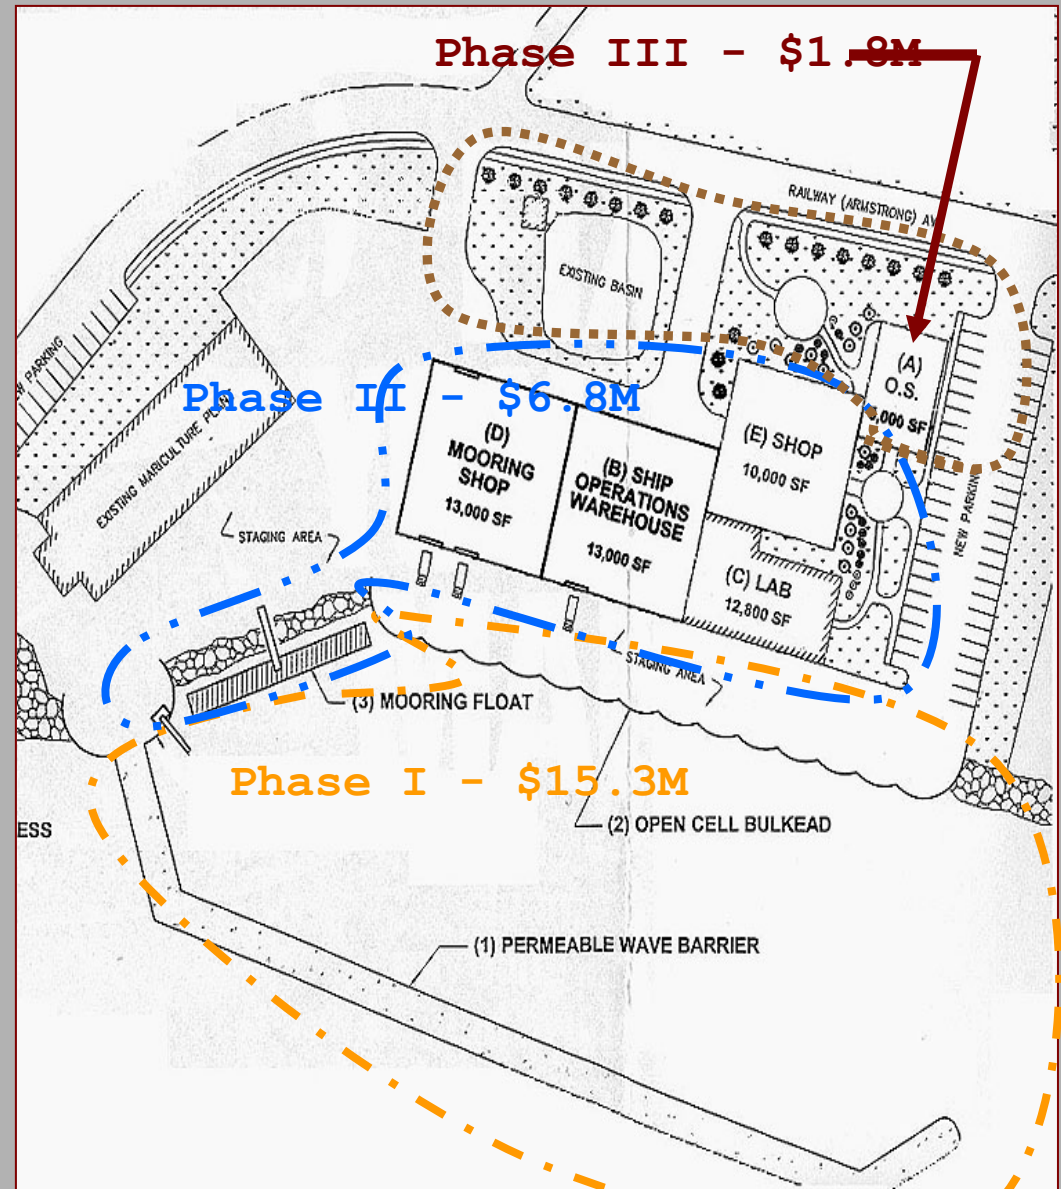 Phase III - $1.8M
RAILWAY (ARMSTRONG) AV
EXISTING BASIN
PARKING
(A)
O.S.
,000 SF
Phase II - $6.8M
EXISTING MARICULTURE
(D)
MOORING
SHOP
13,000 SF
(B) SHIP
OPERATIONS
WAREHOUSE
13,000 SF
(E) SHOP
10,000 SF
NEW PARKING
STAGING AREA
(C) LAB
12,800 SF
STAGING AREA
(3) MOORING FLOAT
Phase I - $15.3M
(2) OPEN CELL BULKEAD
ESS
(1) PERMEABLE WAVE BARRIER